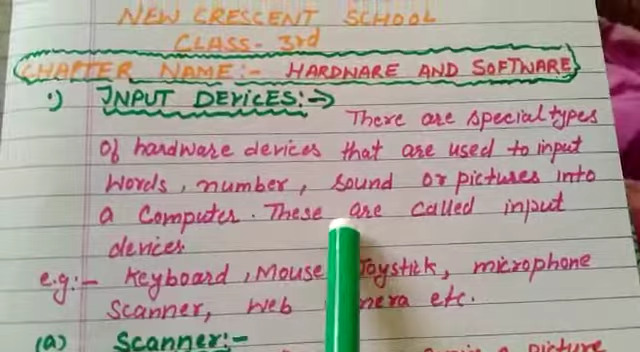 NEW CRESCENT SCHOOL
CLASS- 3rd
CHAPTER NAME:- HARDWARE AND SOFTWARE
·) INPUT DEVICES:→
There are special types
of hardware devices that are used to input
Words, number, sound or pictures into
a Computer. These are called input
devices.
e.g:- Keyboard, Mouse Joystick, microphone
Scanner, Web etc.
(a) Scanner:-
a picture